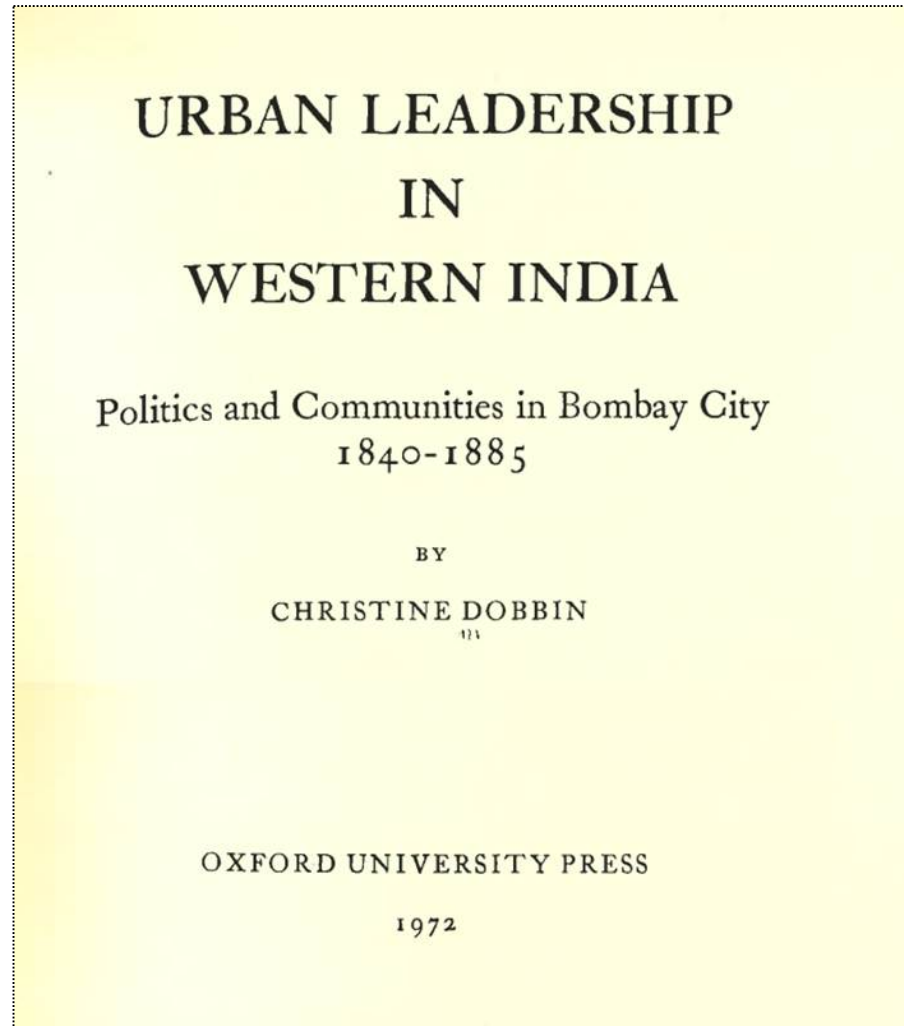 URBAN LEADERSHIP
IN
WESTERN INDIA
Politics and Communities in Bombay City
1840-1885
BY
CHRISTINE DOBBIN
OXFORD UNIVERSITY PRESS
1972